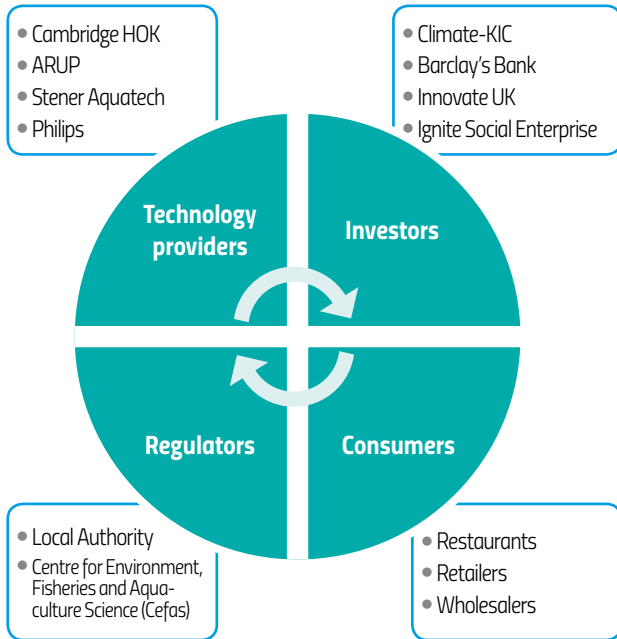 • Cambridge HOK
• ARUP
• Stener Aquatech
• Philips
• Climate-KIC
• Barclay's Bank
• Innovate UK
• Ignite Social Enterprise
Technology
providers
Investors
Regulators
Consumers
• Local Authority
• Centre for Environment,
Fisheries and Aqua-
culture Science (Cefas)
• Restaurants
• Retailers
• Wholesalers